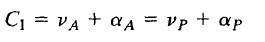 C₁ = ν_A + α_A = ν_P + α_P